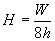 H = W/8h